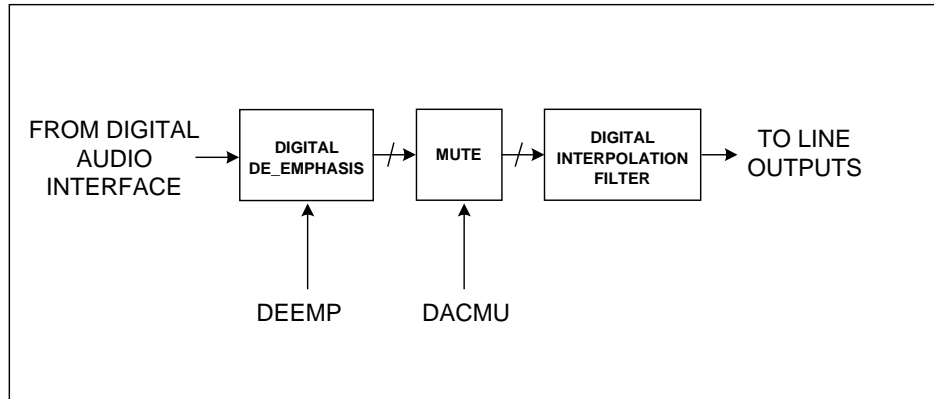 FROM DIGITAL
AUDIO
INTERFACE
DIGITAL
DE_EMPHASIS
MUTE
DIGITAL
INTERPOLATION
FILTER
TO LINE
OUTPUTS
DEEMP
DACMU